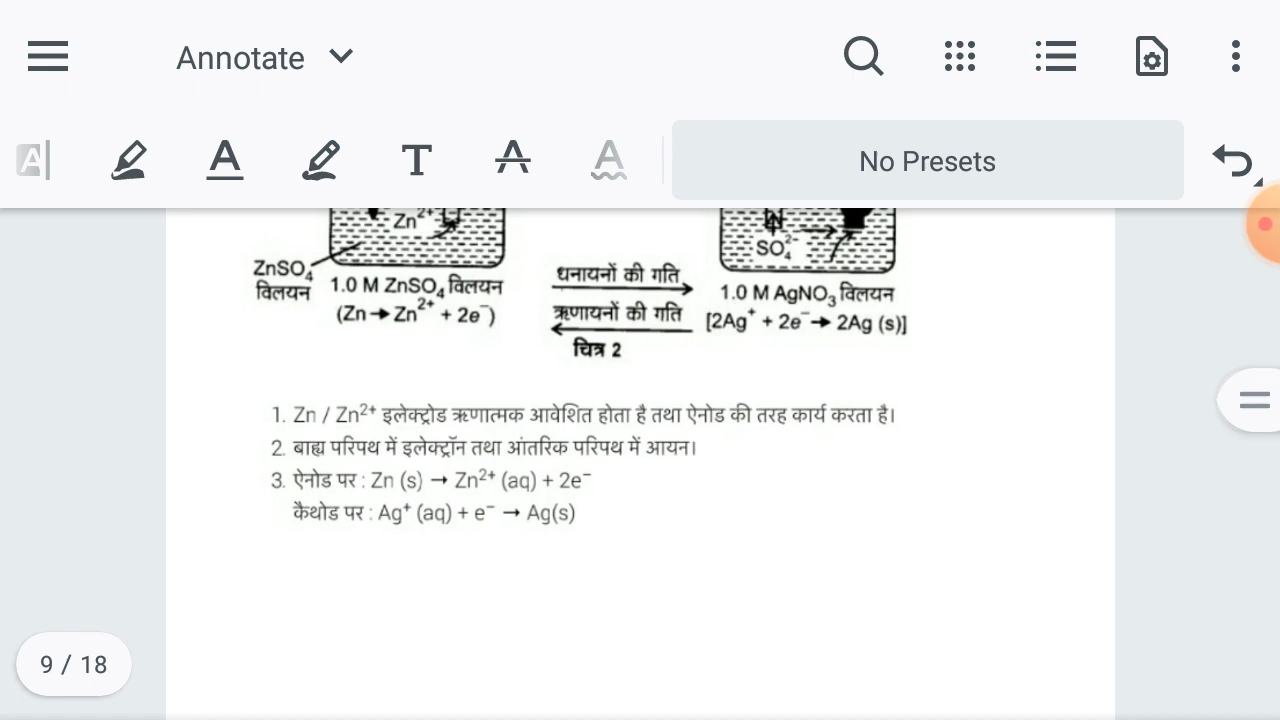 Annotate
A
A
T
A
A
No Presets
Zn²⁺
SO₄²⁻
ZnSO₄
विलयन
1.0 M ZnSO₄ विलयन
(Zn → Zn²⁺ + 2e⁻)
धनायनों की गति
ऋणायनों की गति
चित्र 2
1.0 M AgNO₃ विलयन
[2Ag⁺ + 2e⁻ → 2Ag (s)]
1. Zn / Zn²⁺ इलेक्ट्रोड ऋणात्मक आवेशित होता है तथा ऐनोड की तरह कार्य करता है।
2. बाह्य परिपथ में इलेक्ट्रॉन तथा आंतरिक परिपथ में आयन।
3. ऐनोड पर : Zn (s) → Zn²⁺ (aq) + 2e⁻
कैथोड पर : Ag⁺ (aq) + e⁻ → Ag(s)
9 / 18